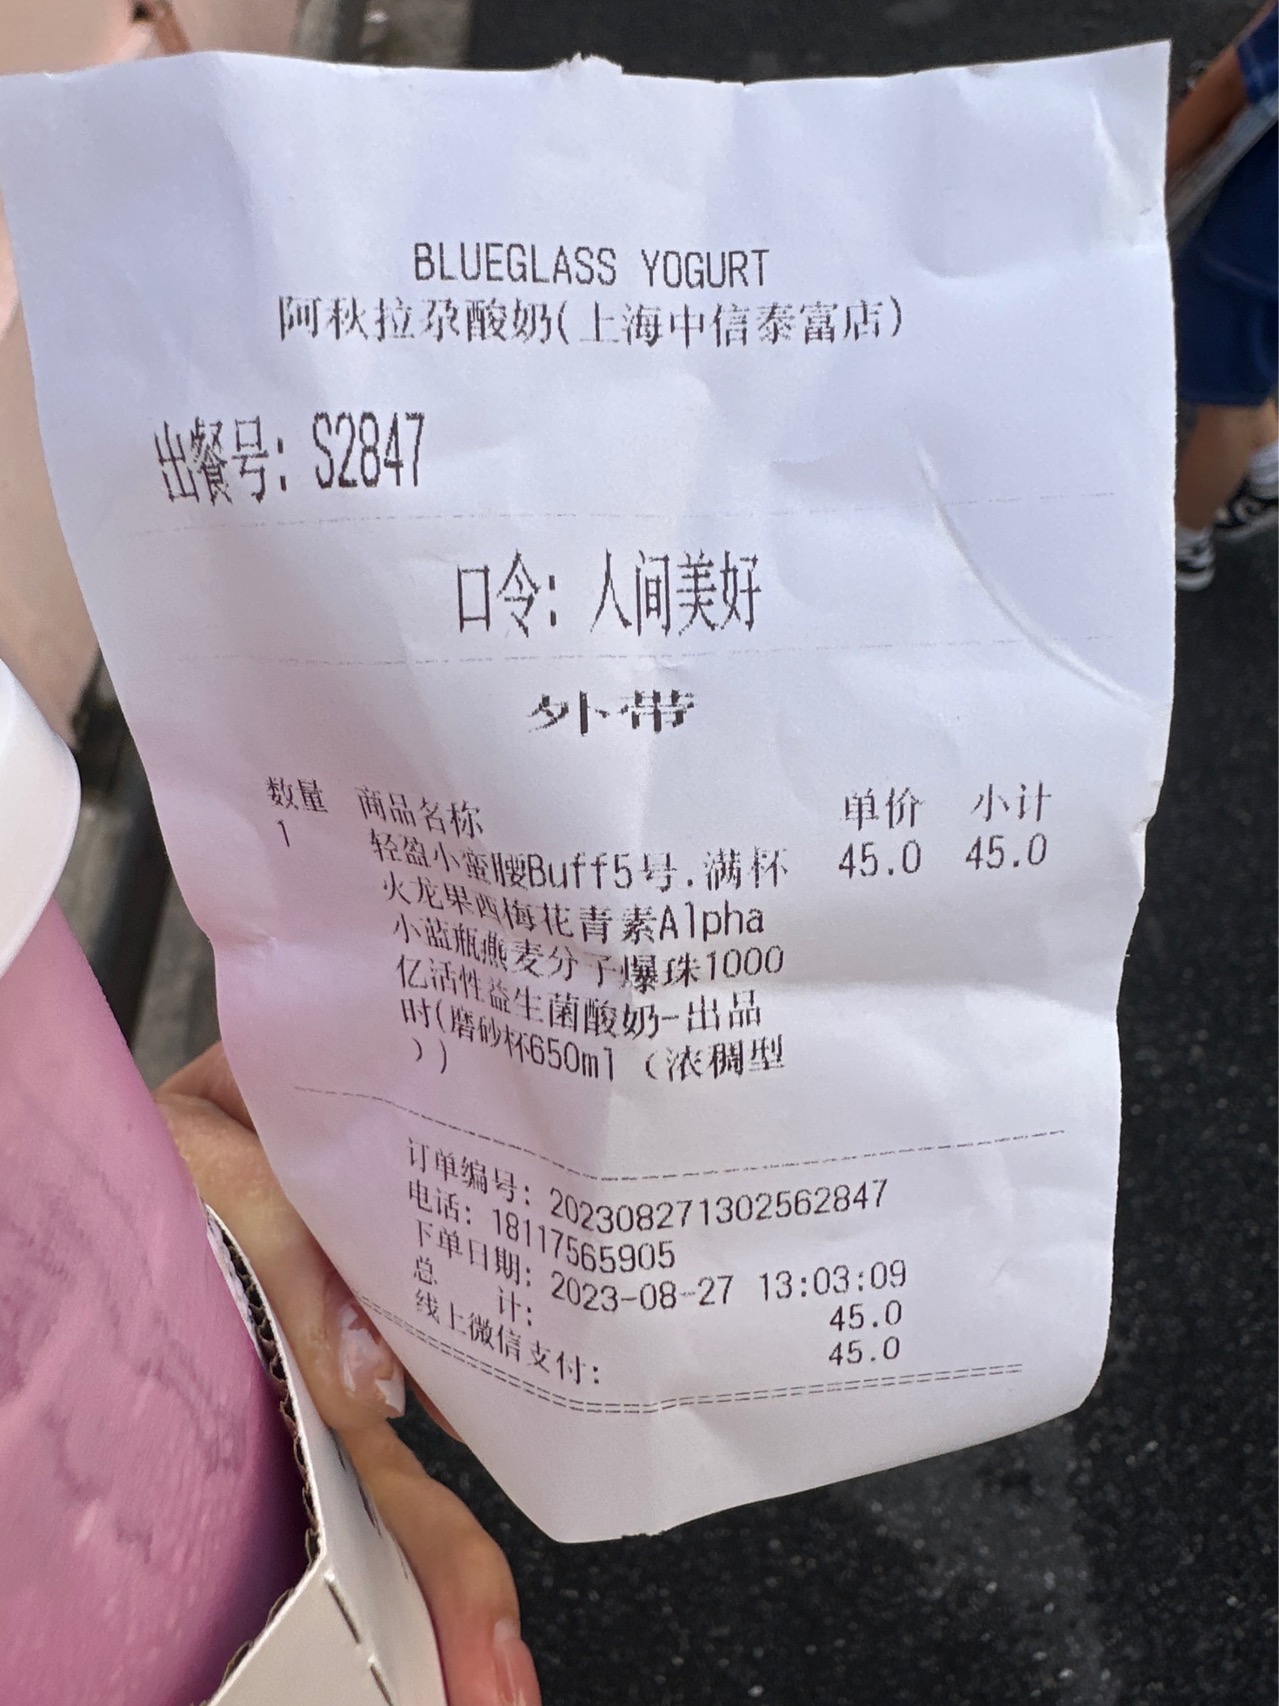 BLUEGLASS YOGURT
阿秋拉尕酸奶(上海中信泰富店)
出餐号: S2847
口令: 人间美好
外带
数量 商品名称 单价 小计
1 轻盈小蛮腰Buff5号.满杯 45.0 45.0
火龙果西梅花青素Alpha
小蓝瓶燕麦分子爆珠1000
亿活性益生菌酸奶-出品
时(磨砂杯650ml (浓稠型
))
订单编号: 202308271302562847
电话: 18117565905
下单日期: 2023-08-27 13:03:09
总 计: 45.0
线上微信支付: 45.0